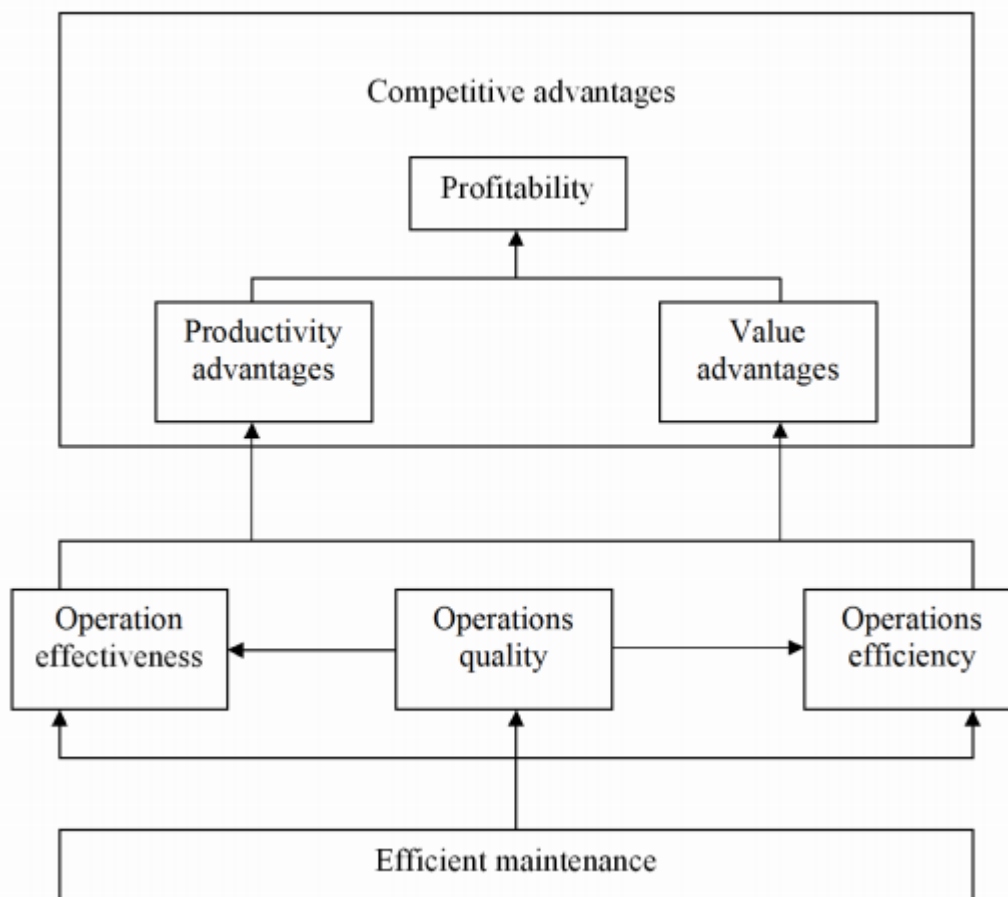 Competitive advantages
Profitability
Productivity
advantages
Value
advantages
Operation
effectiveness
Operations
quality
Operations
efficiency
Efficient maintenance